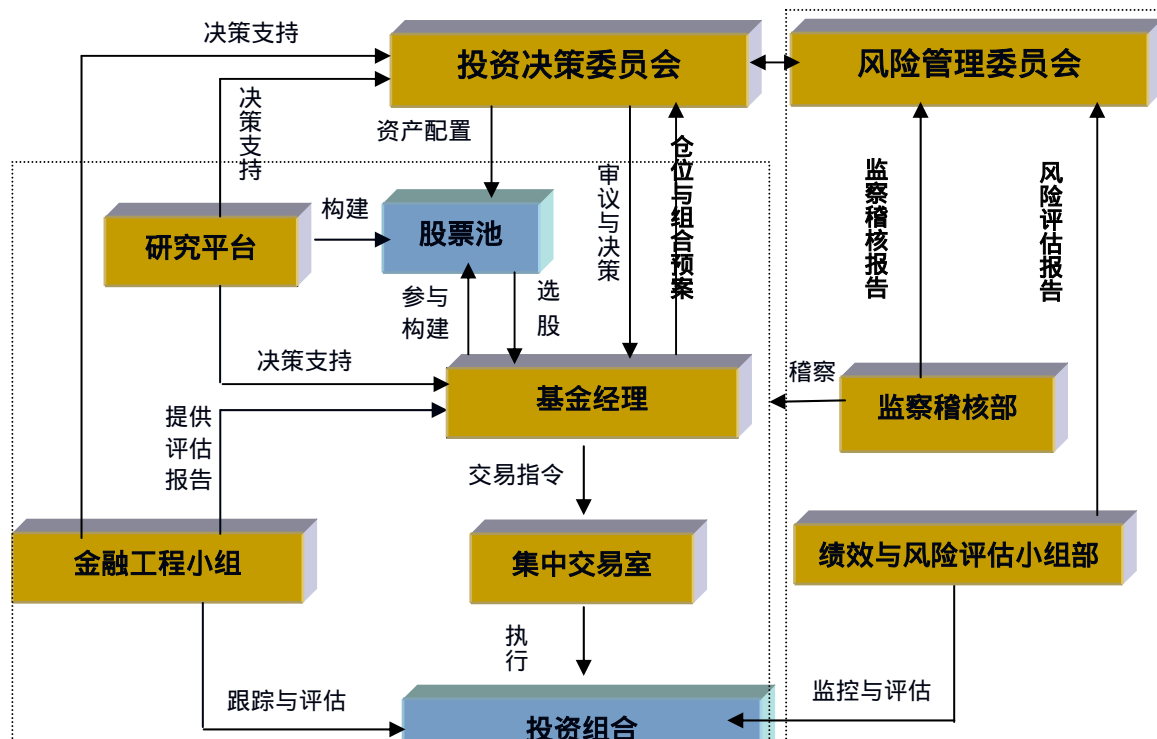 决策支持
投资决策委员会
风险管理委员会
决
策
支
持
资产配置
审
议
与
决
策
仓
位
与
组
合
预
案
监
察
稽
核
报
告
风
险
评
估
报
告
构建
股票池
研究平台
参与
构建
选
股
决策支持
稽察
基金经理
监察稽核部
提供
评估
报告
交易指令
金融工程小组
集中交易室
绩效与风险评估小组部
执
行
跟踪与评估
监控与评估
投资组合